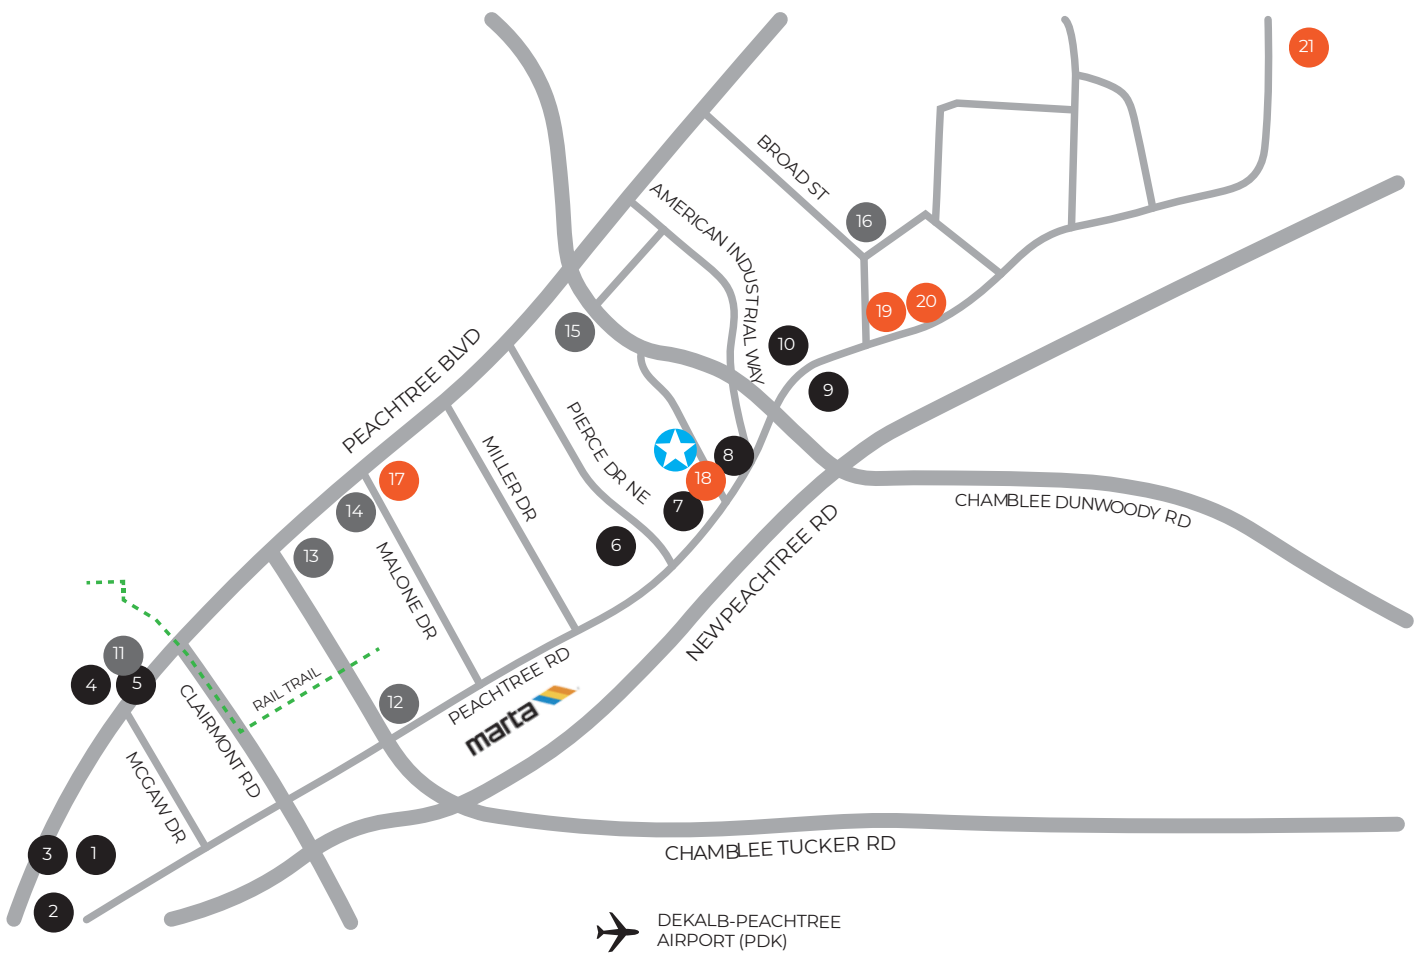 21
BROAD ST
AMERICAN INDUSTRIAL WAY
16
19
20
15
10
9
PEACHTREE BLVD
PIERCE DR NE
MILLER DR
8
18
7
6
17
14
13
MALONE DR
CHAMBLEE DUNWOODY RD
NEW PEACHTREE RD
11
4
5
RAIL TRAIL
12
PEACHTREE RD
marta
CLAIRMONT RD
MCGAW DR
3
1
2
CHAMBLEE TUCKER RD
DEKALB-PEACHTREE
AIRPORT (PDK)